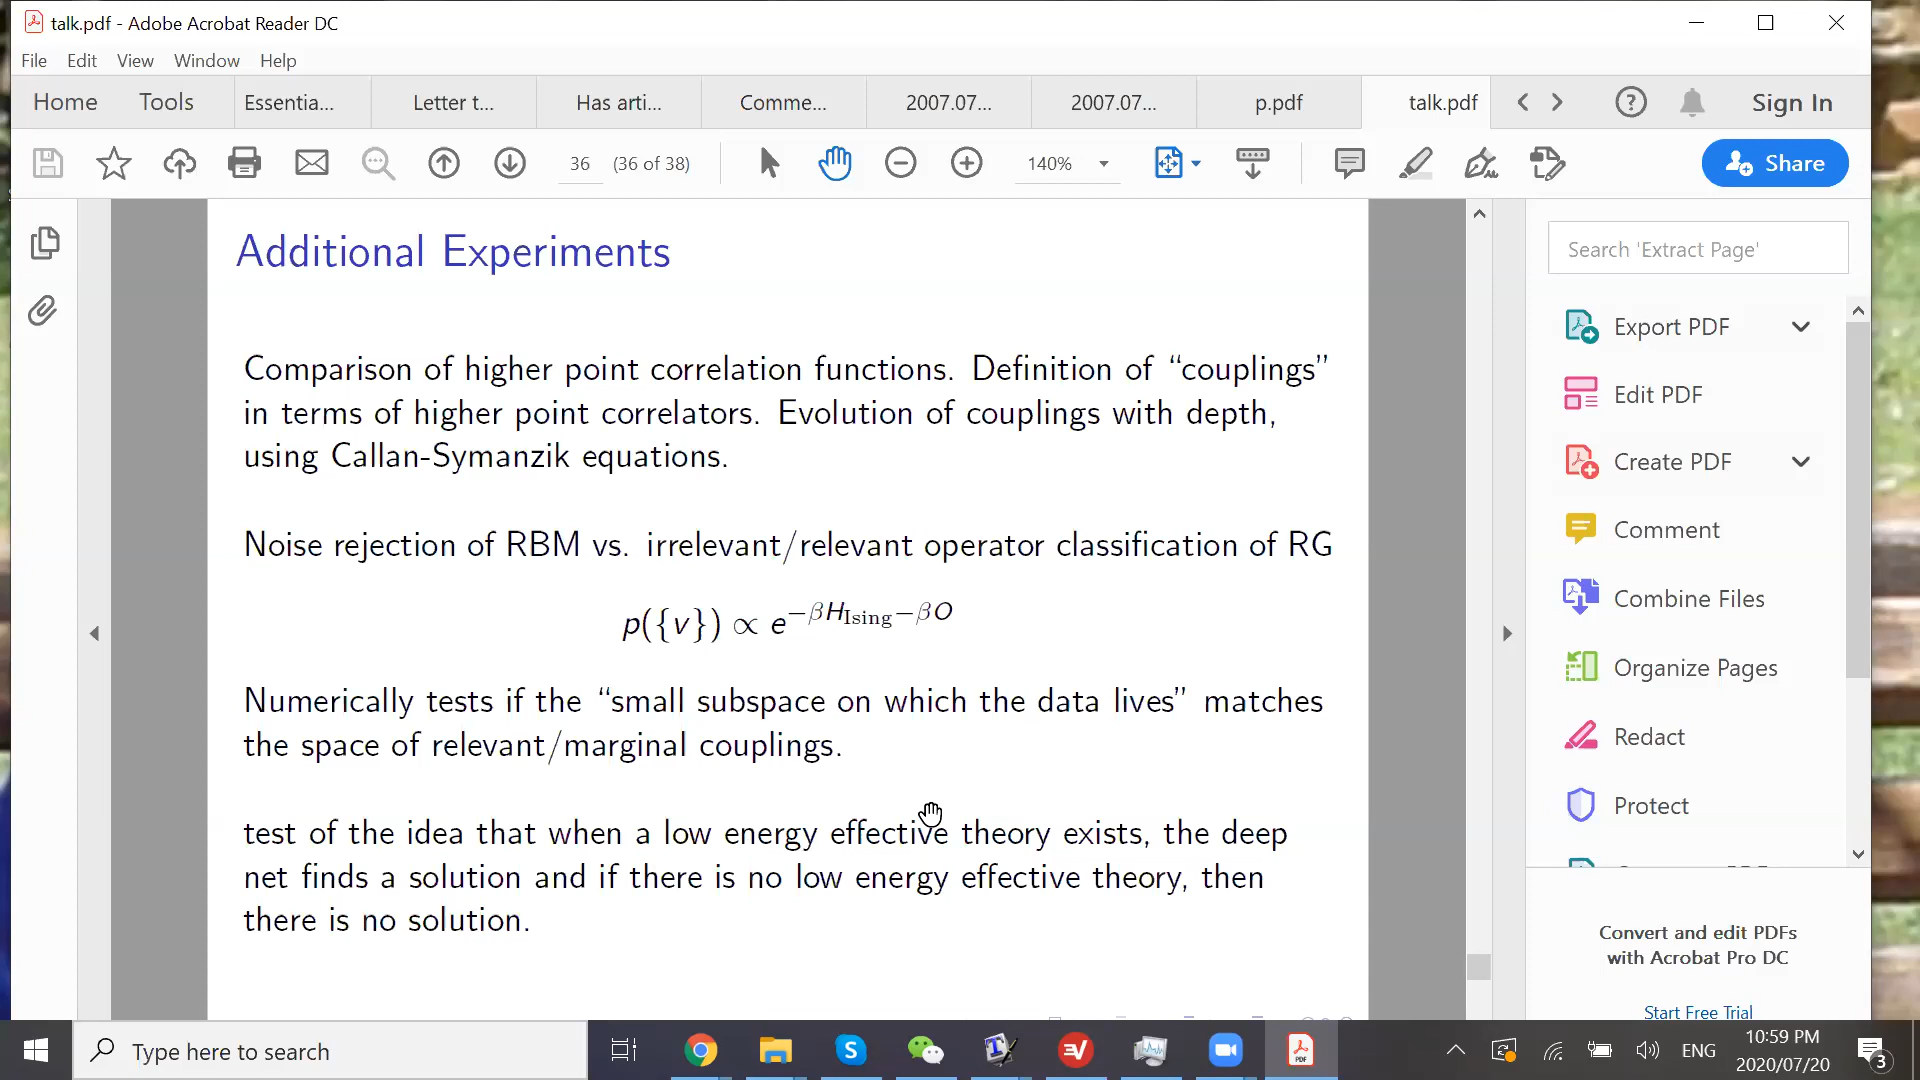 talk.pdf - Adobe Acrobat Reader DC
File Edit View Window Help
Home Tools Essentia... Letter t... Has arti... Comme... 2007.07... 2007.07... p.pdf talk.pdf Sign In
36 (36 of 38) 140% Share
Additional Experiments
Comparison of higher point correlation functions. Definition of “couplings”
in terms of higher point correlators. Evolution of couplings with depth,
using Callan-Symanzik equations.
Noise rejection of RBM vs. irrelevant/relevant operator classification of RG
p({v}) ∝ e^{−βH_Ising−βO}
Numerically tests if the “small subspace on which the data lives” matches
the space of relevant/marginal couplings.
test of the idea that when a low energy effective theory exists, the deep
net finds a solution and if there is no low energy effective theory, then
there is no solution.
Search 'Extract Page'
Export PDF
Edit PDF
Create PDF
Comment
Combine Files
Organize Pages
Redact
Protect
Convert and edit PDFs
with Acrobat Pro DC
Start Free Trial
Type here to search
ENG
10:59 PM
2020/07/20
3